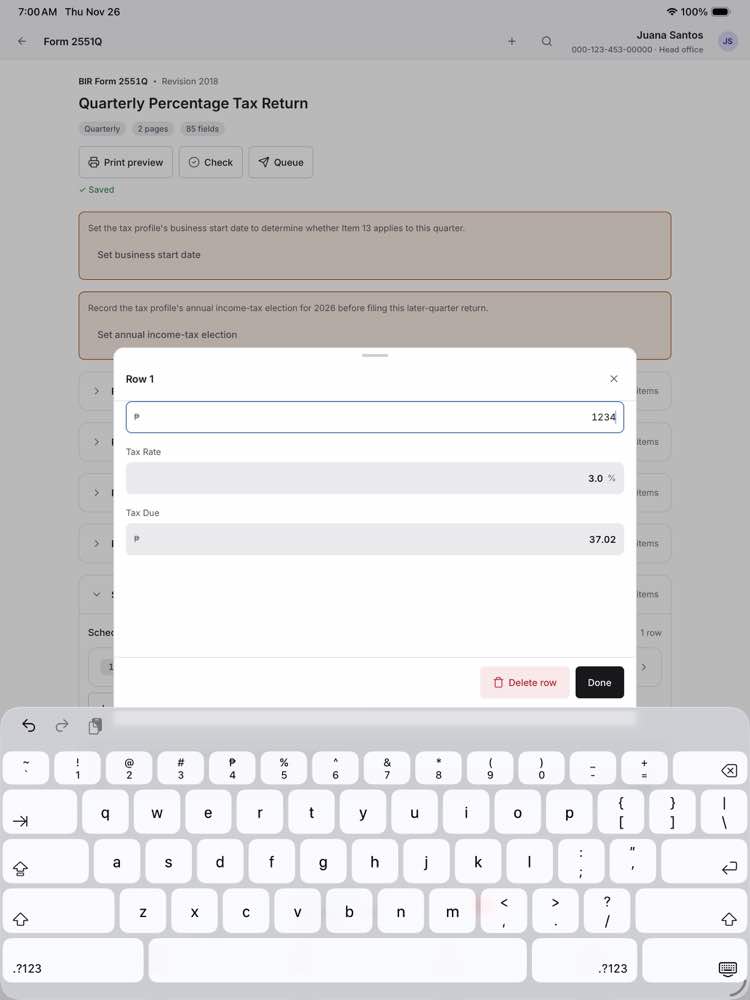 7:00 AM Thu Nov 26
100%
Form 2551Q
Juana Santos
000-123-453-00000 · Head office
JS
BIR Form 2551Q • Revision 2018
Quarterly Percentage Tax Return
Quarterly 2 pages 85 fields
Print preview Check Queue
✓ Saved
Set the tax profile's business start date to determine whether Item 13 applies to this quarter.
Set business start date
Record the tax profile's annual income-tax election for 2026 before filing this later-quarter return.
Set annual income-tax election
Row 1
items
₱ 1234
items
Tax Rate
3.0 %
items
Tax Due
₱ 37.02
items
items
1 row
Delete row Done
~ ! @ # ₱ % ^ & * ( ) _ +
` 1 2 3 4 5 6 7 8 9 0 - =
q w e r t y u i o p { } |
[ ] \
a s d f g h j k l : "
; '
z x c v b n m < > ?
, . /
.?123 .?123